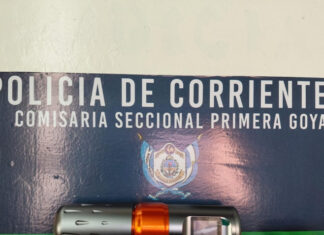 POLICIA DE CORRIENTE
COMISARIA SECCIONAL PRIMERA GOYA